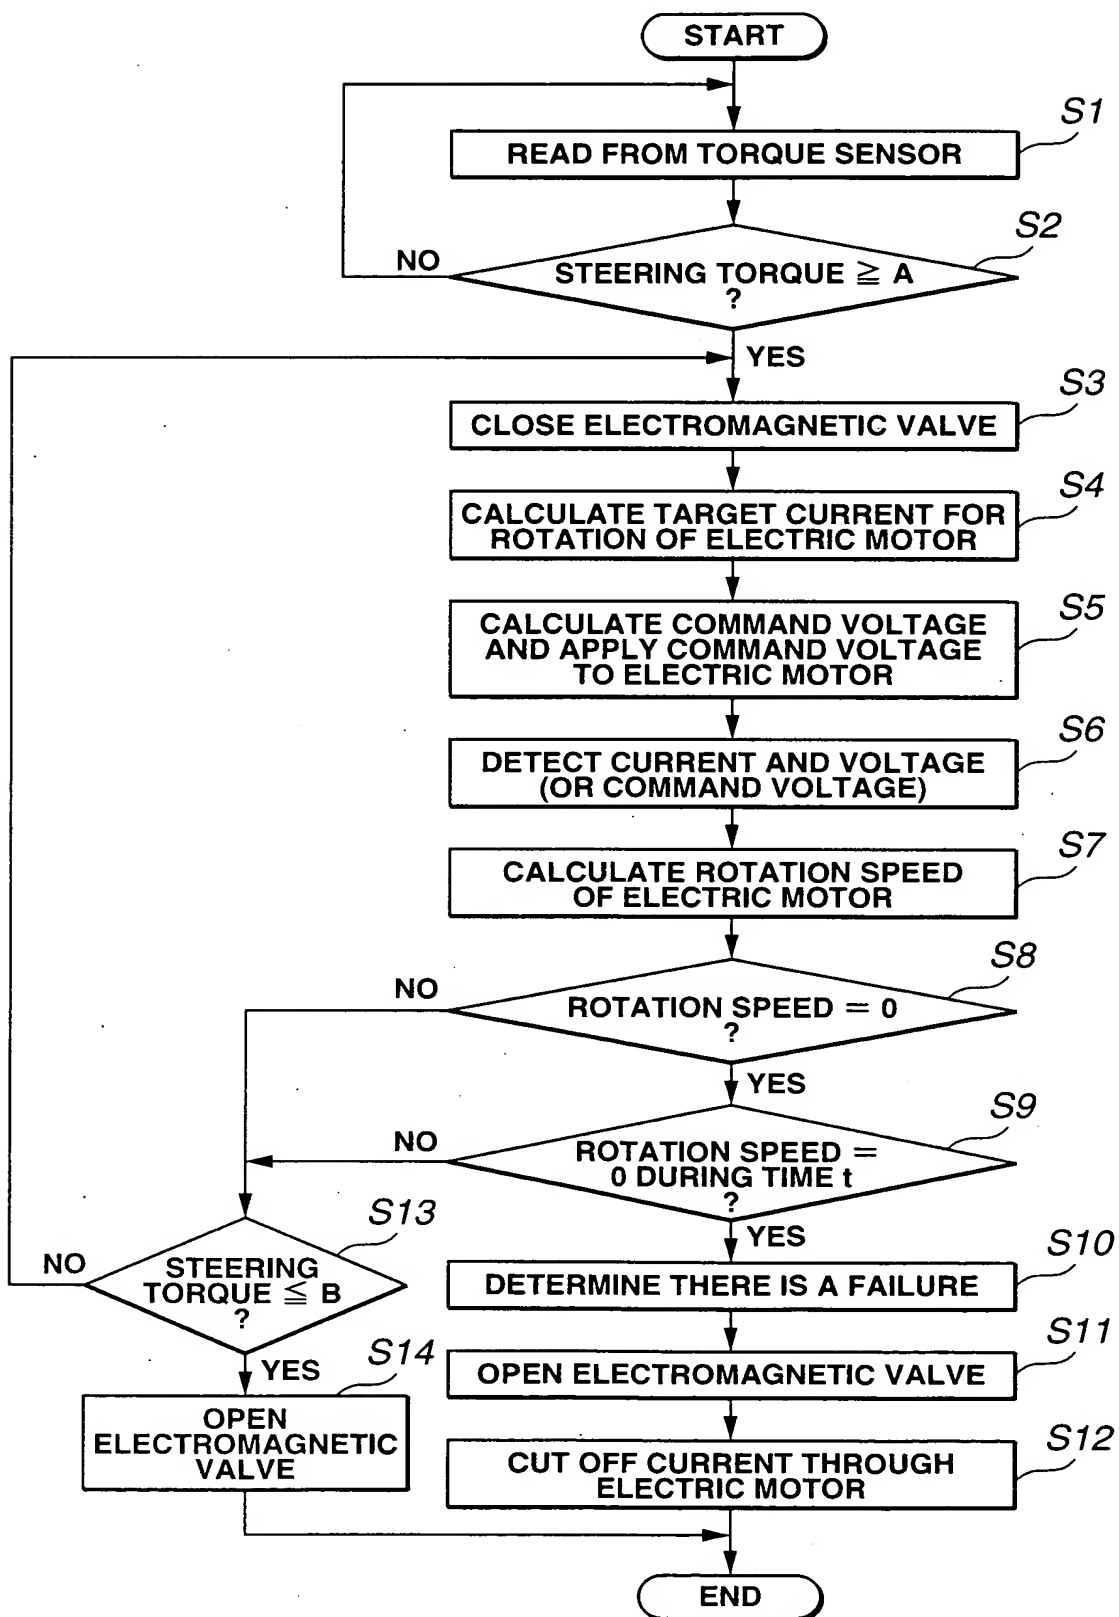 START
S1
READ FROM TORQUE SENSOR
S2
NO
STEERING TORQUE ≧ A
?
YES
S3
CLOSE ELECTROMAGNETIC VALVE
S4
CALCULATE TARGET CURRENT FOR
ROTATION OF ELECTRIC MOTOR
S5
CALCULATE COMMAND VOLTAGE
AND APPLY COMMAND VOLTAGE
TO ELECTRIC MOTOR
S6
DETECT CURRENT AND VOLTAGE
(OR COMMAND VOLTAGE)
S7
CALCULATE ROTATION SPEED
OF ELECTRIC MOTOR
S8
NO
ROTATION SPEED = 0
?
YES
S9
NO
ROTATION SPEED =
0 DURING TIME t
?
YES
S13
NO
STEERING
TORQUE ≦ B
?
YES
S10
DETERMINE THERE IS A FAILURE
S11
OPEN ELECTROMAGNETIC VALVE
S14
OPEN
ELECTROMAGNETIC
VALVE
S12
CUT OFF CURRENT THROUGH
ELECTRIC MOTOR
END